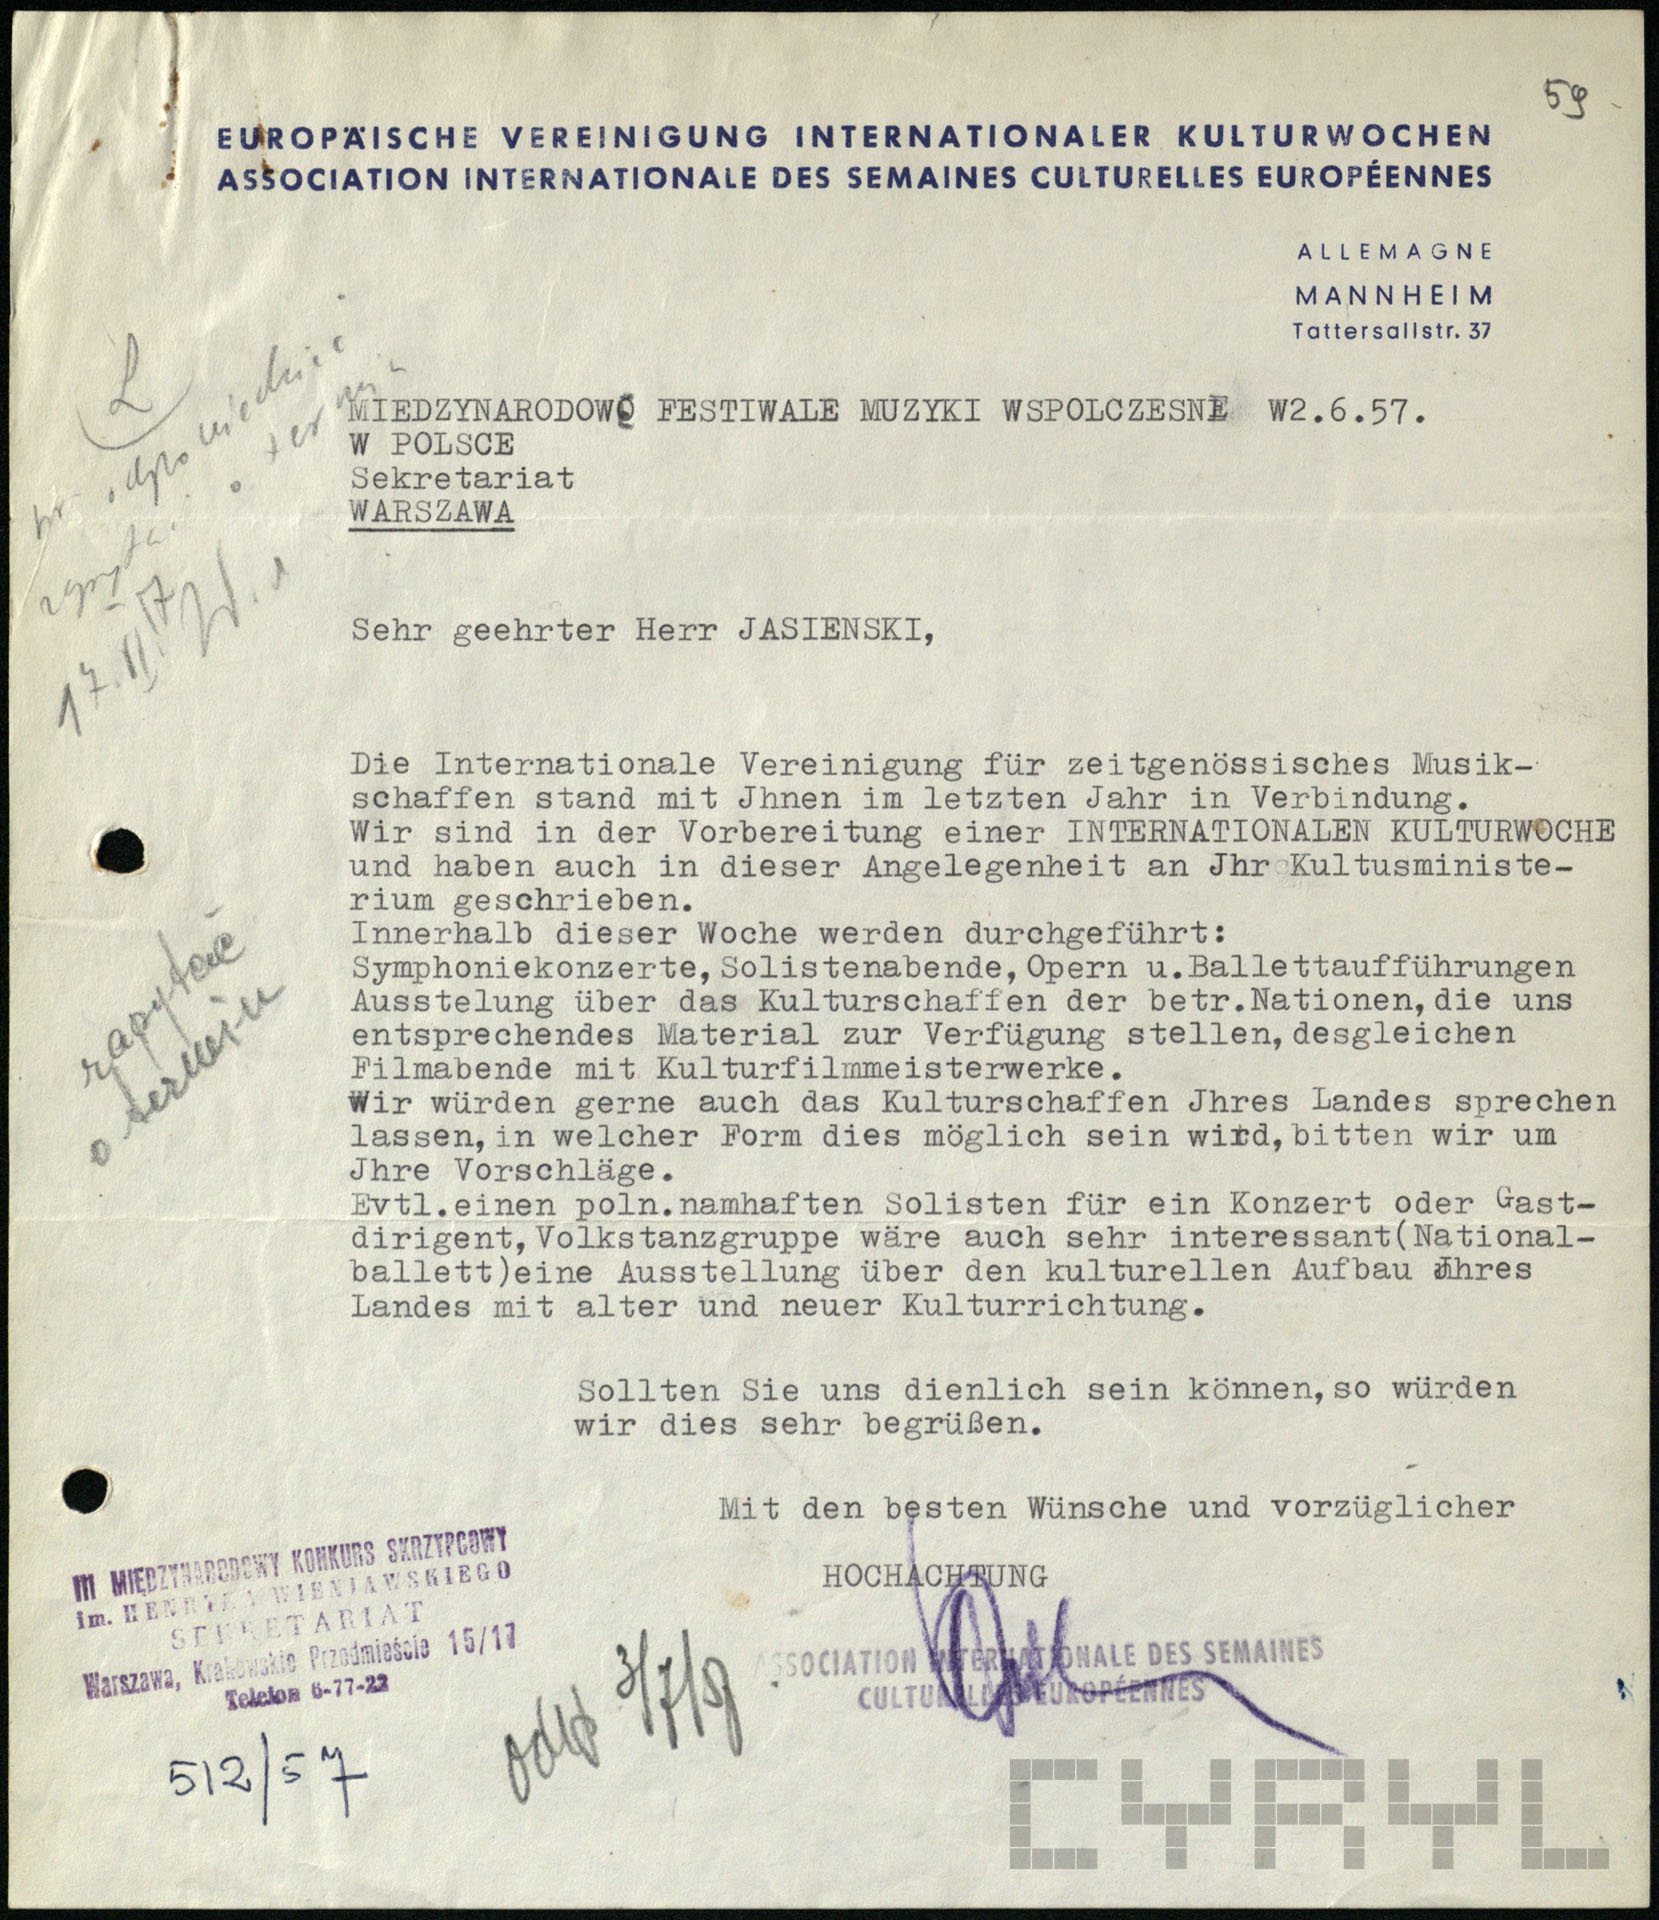 59
EUROPÄISCHE VEREINIGUNG INTERNATIONALER KULTURWOCHEN
ASSOCIATION INTERNATIONALE DES SEMAINES CULTURELLES EUROPÉENNES
ALLEMAGNE
MANNHEIM
Tattersallstr. 37
MIEDZYNARODOWO FESTIWALE MUZYKI WSPOLCZESNE W2.6.57.
W POLSCE
Sekretariat
WARSZAWA
Sehr geehrter Herr JASIENSKI,
Die Internationale Vereinigung für zeitgenössisches Musik-
schaffen stand mit Jhnen im letzten Jahr in Verbindung.
Wir sind in der Vorbereitung einer INTERNATIONALEN KULTURWOCHE
und haben auch in dieser Angelegenheit an Jhr Kultusministe-
rium geschrieben.
Innerhalb dieser Woche werden durchgeführt:
Symphoniekonzerte,Solistenabende,Opern u.Ballettaufführungen
Ausstelung über das Kulturschaffen der betr.Nationen,die uns
entsprechendes Material zur Verfügung stellen,desgleichen
Filmabende mit Kulturfilmmeisterwerke.
Wir würden gerne auch das Kulturschaffen Jhres Landes sprechen
lassen,in welcher Form dies möglich sein wird,bitten wir um
Jhre Vorschläge.
Evtl.einen poln.namhaften Solisten für ein Konzert oder Gast-
dirigent,Volkstanzgruppe wäre auch sehr interessant(National-
ballett)eine Ausstellung über den kulturellen Aufbau Jhres
Landes mit alter und neuer Kulturrichtung.
zapytać
o termin
Sollten Sie uns dienlich sein können,so würden
wir dies sehr begrüßen.
Mit den besten Wünsche und vorzüglicher
HOCHACHTUNG
ASSOCIATION INTERNATIONALE DES SEMAINES
CULTURELLES EUROPÉENNES
III MIĘDZYNARODOWY KONKURS SKRZYPCOWY
im. HENRYKA WIENIAWSKIEGO
SEKRETARIAT
Warszawa, Krakowskie Przedmieście 15/17
Telefon 6-77-22
512/57
CYRYL